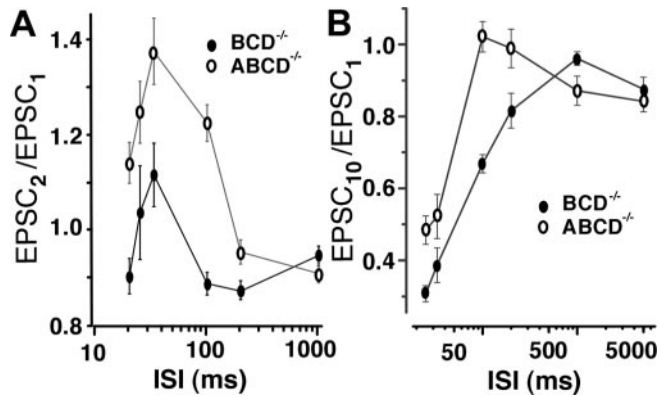 A
BCD⁻/⁻
ABCD⁻/⁻
EPSC₂/EPSC₁
1.4
1.2
1.0
0.8
10
100
1000
ISI (ms)
B
BCD⁻/⁻
ABCD⁻/⁻
EPSC₁₀/EPSC₁
1.0
0.8
0.6
0.4
50
500
5000
ISI (ms)